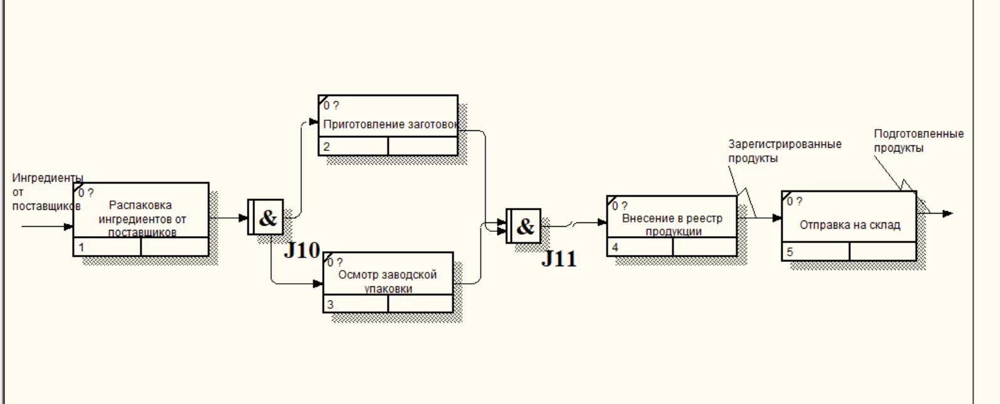 Ингредиенты
от
поставщиков
0 ?
Распаковка
ингредиентов от
поставщиков
1
&
J10
0 ?
Приготовление заготовок
2
0 ?
Осмотр заводской
упаковки
3
&
J11
0 ?
Внесение в реестр
продукции
4
Зарегистрированные
продукты
0 ?
Отправка на склад
5
Подготовленные
продукты